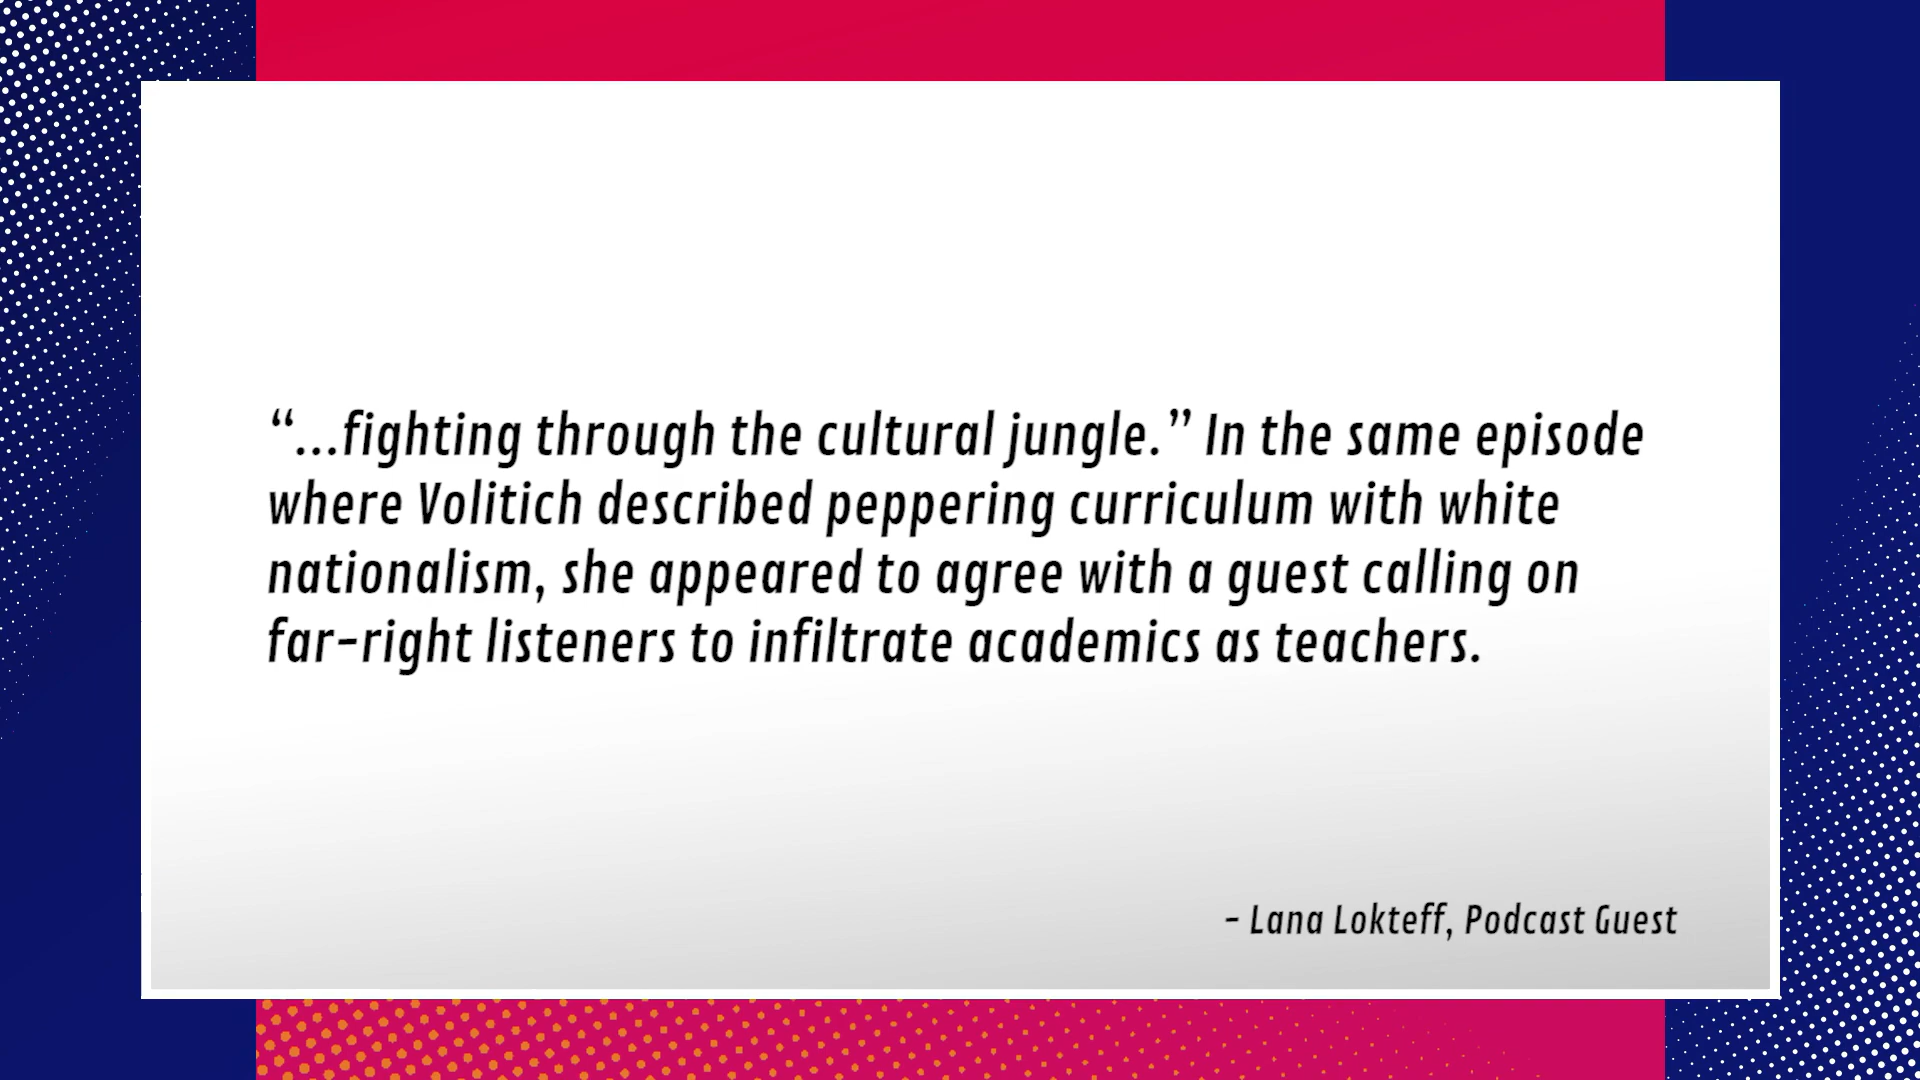 “...fighting through the cultural jungle.” In the same episode
where Volitich described peppering curriculum with white
nationalism, she appeared to agree with a guest calling on
far-right listeners to infiltrate academics as teachers.
- Lana Lokteff, Podcast Guest